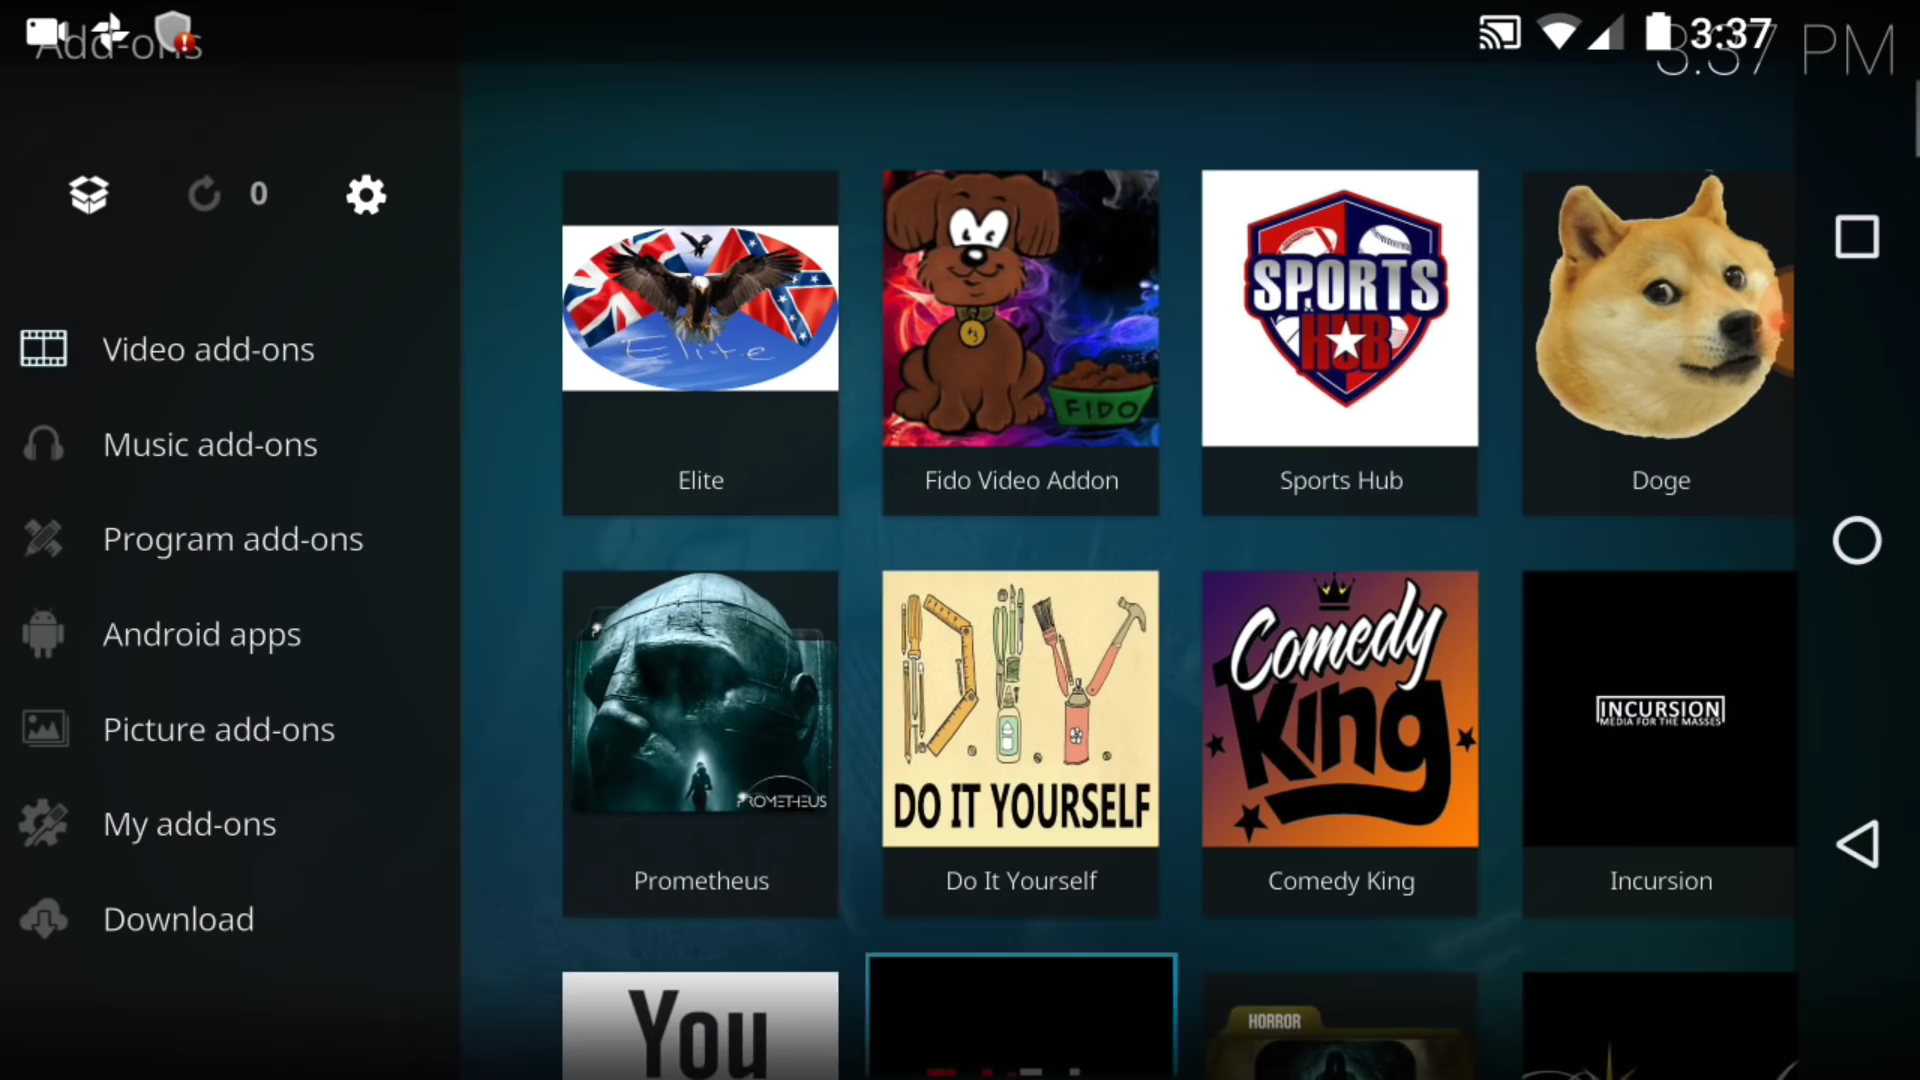 Add-ons
3:37
3:37 PM
0
Video add-ons
Music add-ons
Program add-ons
Android apps
Picture add-ons
My add-ons
Download
Elite
Elite
FIDO
Fido Video Addon
SPORTS
HUB
Sports Hub
Doge
PROMETHEUS
Prometheus
D.I.Y.
DO IT YOURSELF
Do It Yourself
Comedy
King
Comedy King
INCURSION
MEDIA FOR THE MASSES
Incursion
You
HORROR